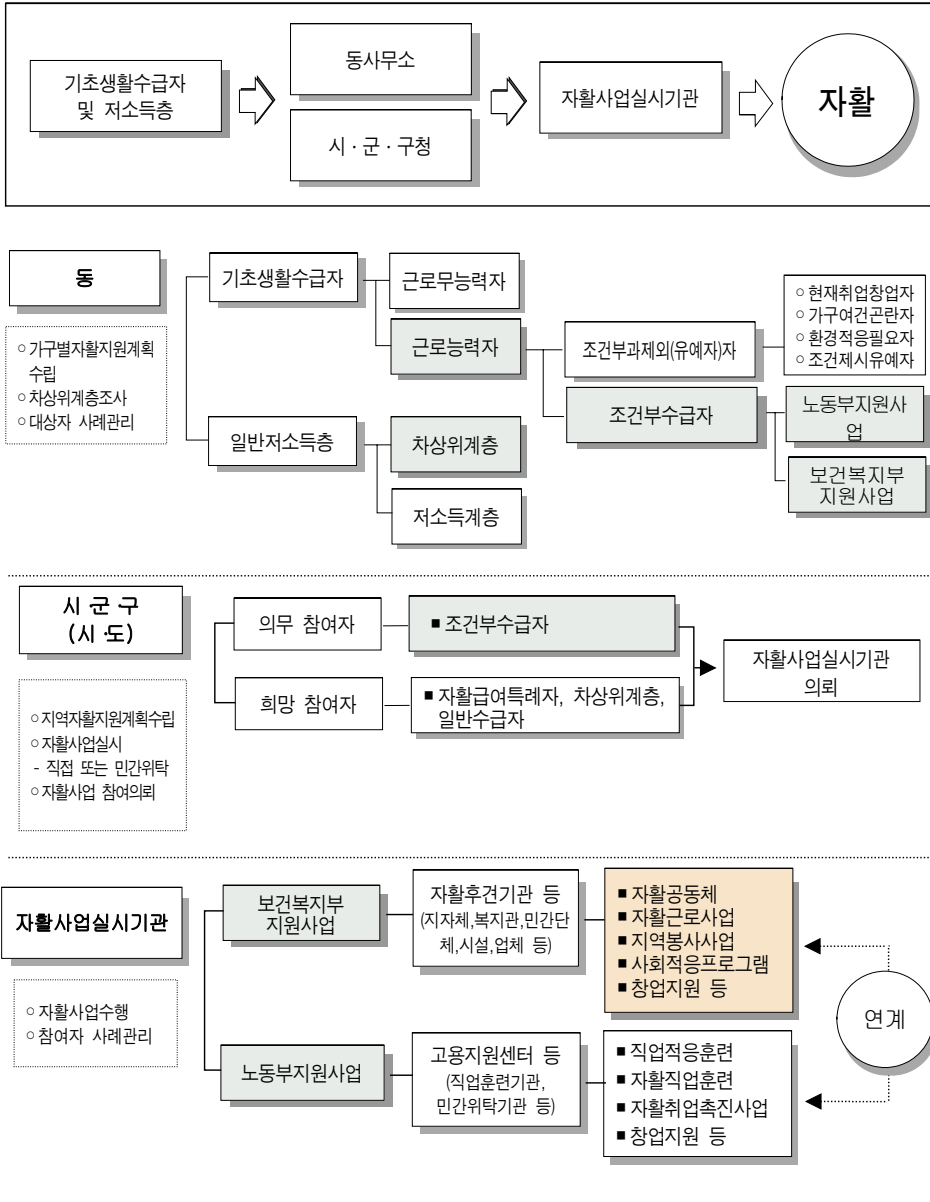 기초생활수급자
및 저소득층
동사무소
시 · 군 · 구청
자활사업실시기관
자활
동
○ 가구별자활지원계획
수립
○ 차상위계층조사
○ 대상자 사례관리
기초생활수급자
근로무능력자
근로능력자
조건부과제외(유예자)자
○ 현재취업창업자
○ 가구여건곤란자
○ 환경적응필요자
○ 조건제시유예자
조건부수급자
노동부지원사
업
보건복지부
지원사업
일반저소득층
차상위계층
저소득계층
시 군 구
(시 ·도)
○ 지역자활지원계획수립
○ 자활사업실시
- 직접 또는 민간위탁
○ 자활사업 참여의뢰
의무 참여자
■ 조건부수급자
희망 참여자
■ 자활급여특례자, 차상위계층,
일반수급자
자활사업실시기관
의뢰
자활사업실시기관
○ 자활사업수행
○ 참여자 사례관리
보건복지부
지원사업
자활후견기관 등
(지자체,복지관,민간단
체,시설,업체 등)
■ 자활공동체
■ 자활근로사업
■ 지역봉사사업
■ 사회적응프로그램
■ 창업지원 등
연계
노동부지원사업
고용지원센터 등
(직업훈련기관,
민간위탁기관 등)
■ 직업적응훈련
■ 자활직업훈련
■ 자활취업촉진사업
■ 창업지원 등